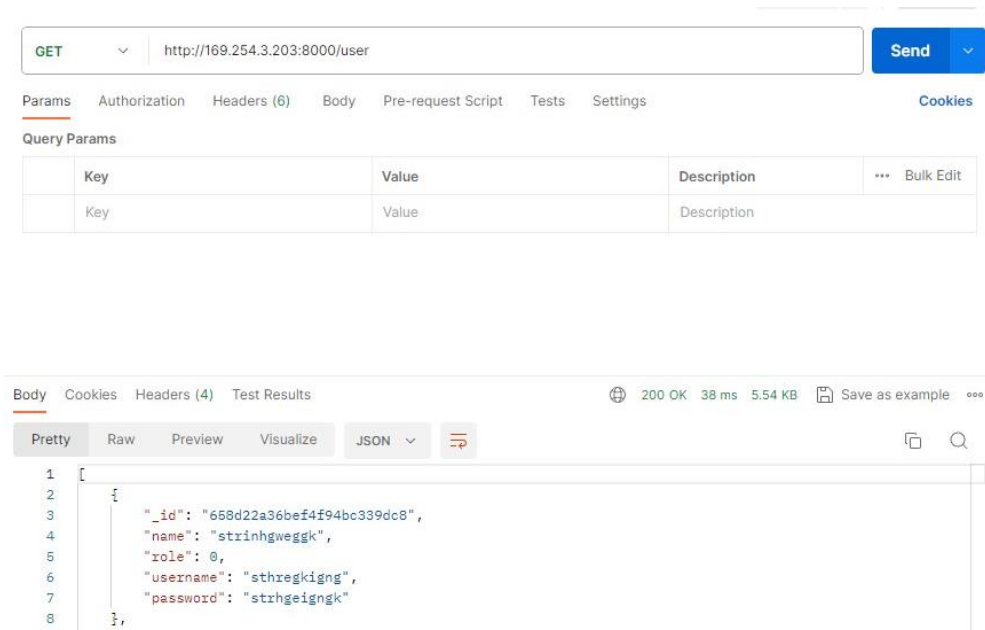 GET http://169.254.3.203:8000/user Send
Params Authorization Headers (6) Body Pre-request Script Tests Settings Cookies
Query Params
Key Value Description ••• Bulk Edit
Key Value Description
Body Cookies Headers (4) Test Results 200 OK 38 ms 5.54 KB Save as example
Pretty Raw Preview Visualize JSON
1 [
2 {
3 "_id": "658d22a36bef4f94bc339dc8",
4 "name": "strinhgweggk",
5 "role": 0,
6 "username": "sthregkigng",
7 "password": "strhgeigngk"
8 },